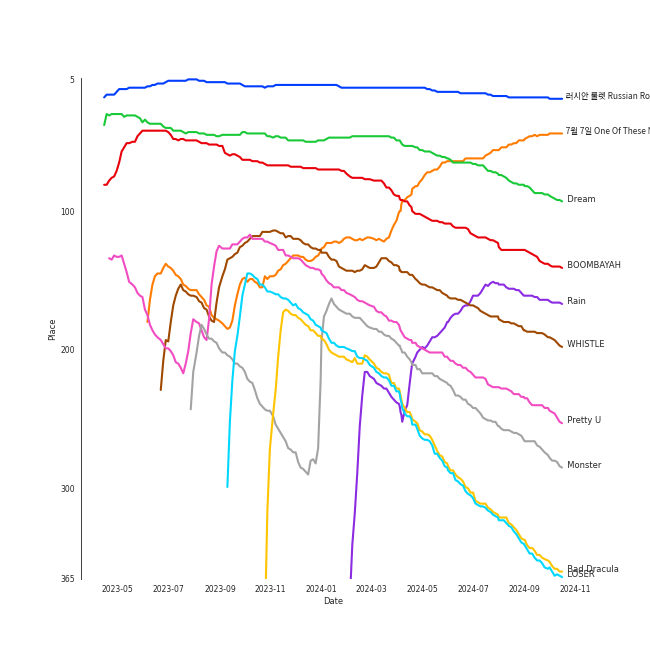 5
100
200
300
365
Place
2023-05
2023-07
2023-09
2023-11
2024-01
2024-03
2024-05
2024-07
2024-09
2024-11
Date
러시안 룰렛 Russian Ro
7월 7일 One Of These
Dream
BOOMBAYAH
Rain
WHISTLE
Pretty U
Monster
Bad Dracula
LOSER